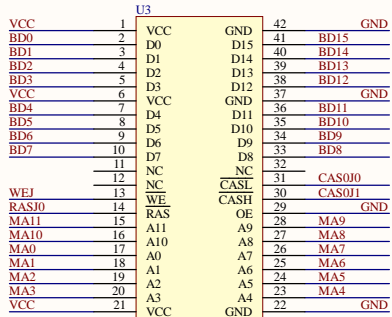 U3
VCC 1 VCC GND 42 GND
BD0 2 D0 D15 41 BD15
BD1 3 D1 D14 40 BD14
BD2 4 D2 D13 39 BD13
BD3 5 D3 D12 38 BD12
VCC 6 VCC GND 37 GND
BD4 7 D4 D11 36 BD11
BD5 8 D5 D10 35 BD10
BD6 9 D6 D9 34 BD9
BD7 10 D7 D8 33 BD8
11 NC NC 32
12 NC CASL 31 CAS0J0
WEJ 13 WE CASH 30 CAS0J1
RASJ0 14 RAS OE 29 GND
MA11 15 A11 A9 28 MA9
MA10 16 A10 A8 27 MA8
MA0 17 A0 A7 26 MA7
MA1 18 A1 A6 25 MA6
MA2 19 A2 A5 24 MA5
MA3 20 A3 A4 23 MA4
VCC 21 VCC GND 22 GND